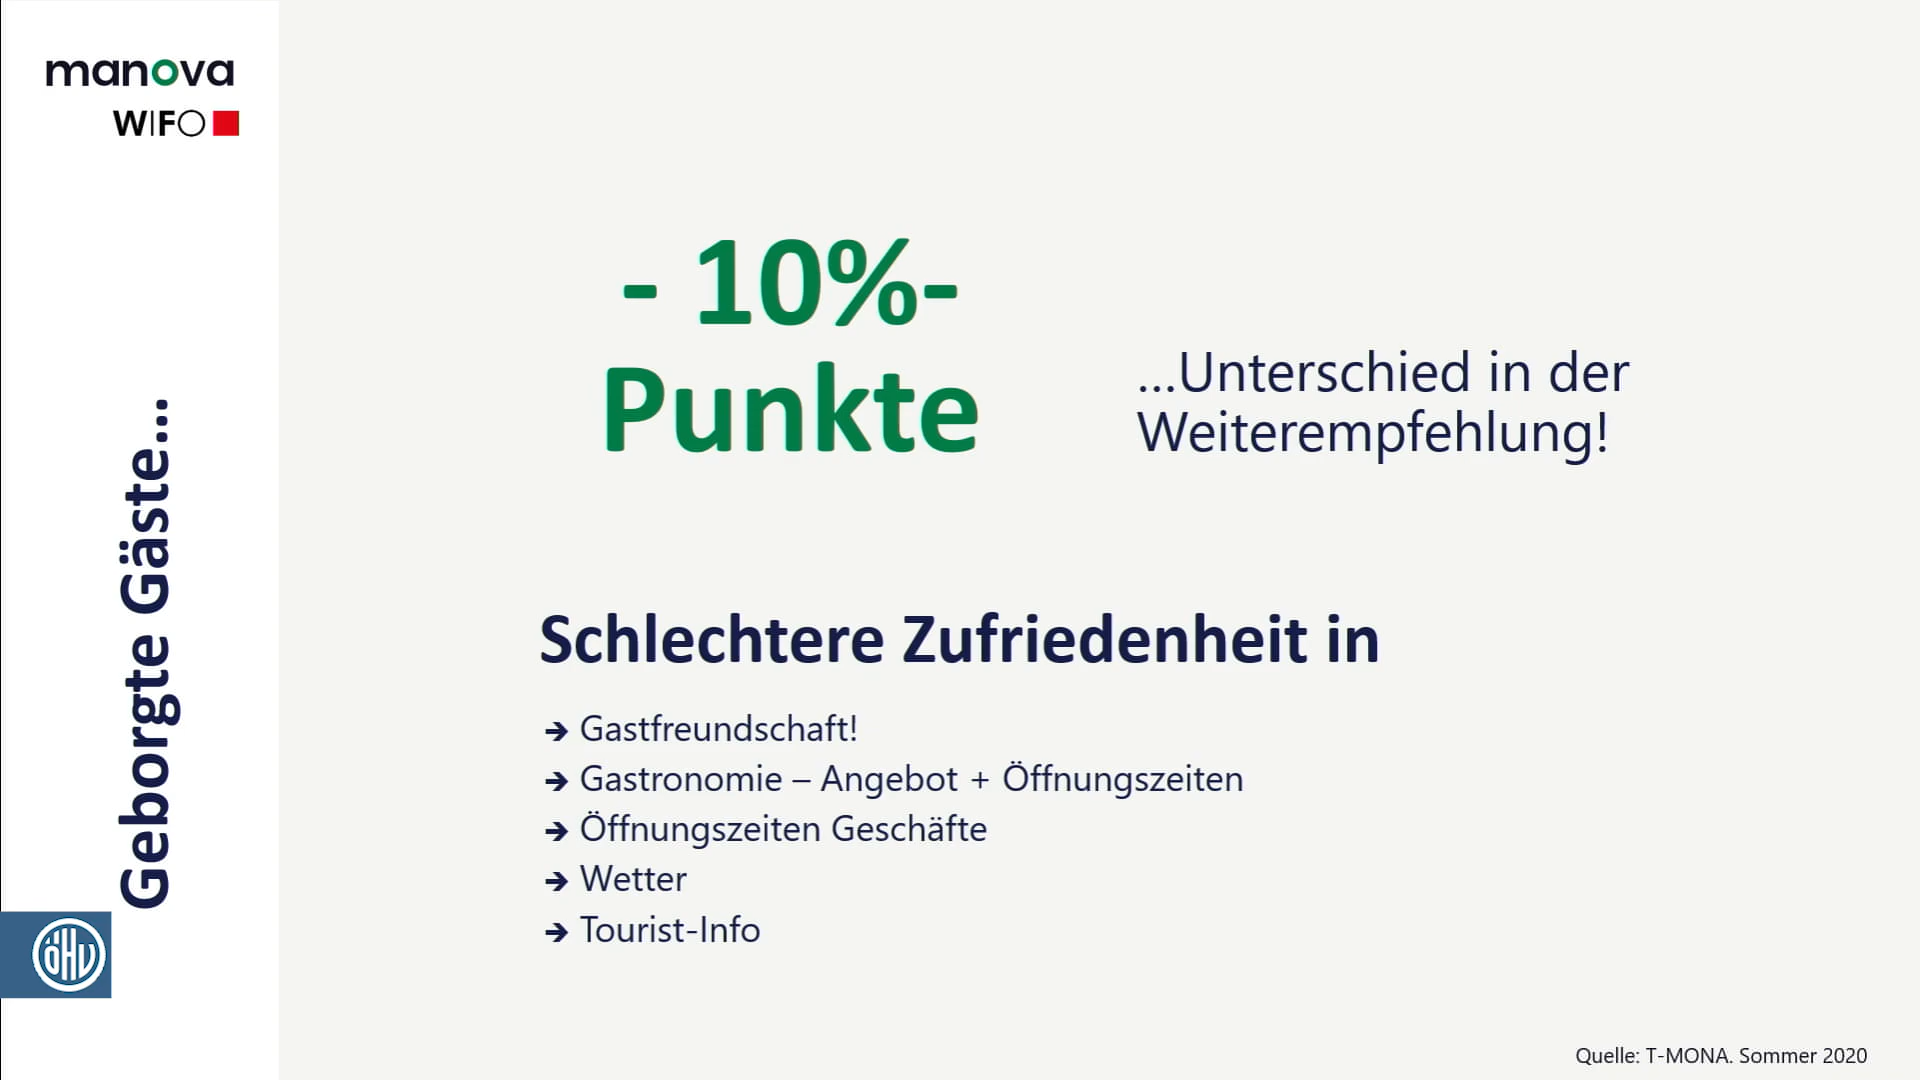 manova
WIFO
Geborgte Gäste...
- 10%-
Punkte
...Unterschied in der
Weiterempfehlung!
Schlechtere Zufriedenheit in
➔ Gastfreundschaft!
➔ Gastronomie – Angebot + Öffnungszeiten
➔ Öffnungszeiten Geschäfte
➔ Wetter
➔ Tourist-Info
ÖHV
Quelle: T-MONA. Sommer 2020